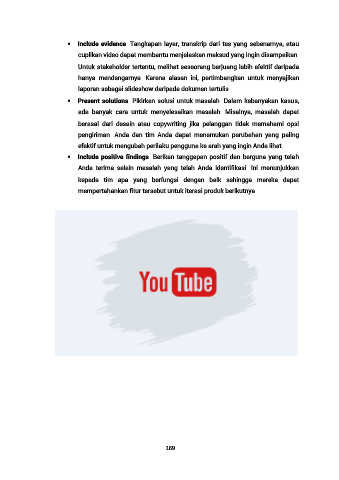 • Include evidence Tangkapan layar, transkrip dari tes yang sebenarnya, atau
cuplikan video dapat membantu menjelaskan maksud yang ingin disampaikan
Untuk stakeholder tertentu, melihat seseorang berjuang lebih efektif daripada
hanya mendengarnya Karena alasan ini, pertimbangkan untuk menyajikan
laporan sebagai slideshow daripada dokumen tertulis
• Present solutions Pikirkan solusi untuk masalah Dalam kebanyakan kasus,
ada banyak cara untuk menyelesaikan masalah Misalnya, masalah dapat
berasal dari desain atau copywriting jika pelanggan tidak memahami opsi
pengiriman Anda dan tim Anda dapat menemukan perubahan yang paling
efektif untuk mengubah perilaku pengguna ke arah yang ingin Anda lihat
• Include positive findings Berikan tanggapan positif dan berguna yang telah
Anda terima selain masalah yang telah Anda identifikasi Ini menunjukkan
kepada tim apa yang berfungsi dengan baik sehingga mereka dapat
mempertahankan fitur tersebut untuk iterasi produk berikutnya
YouTube
169